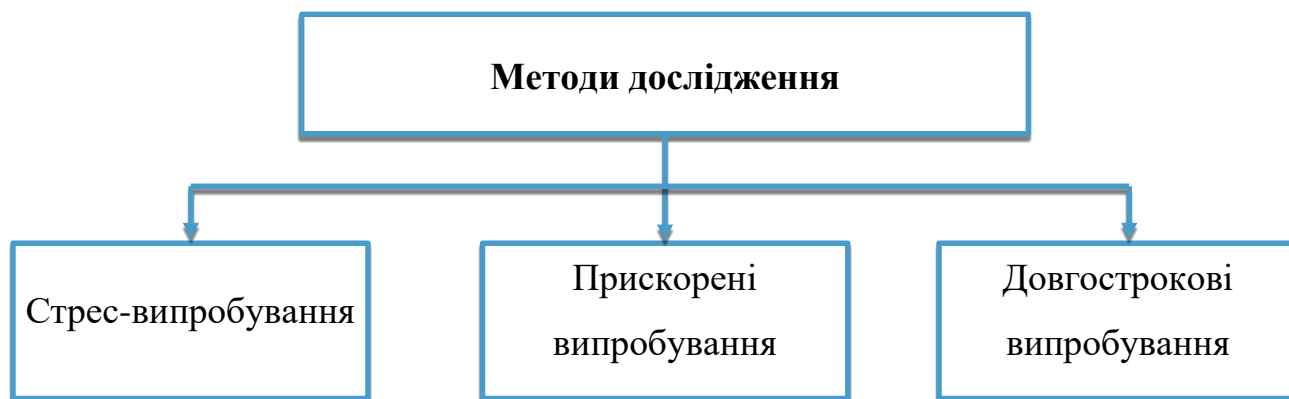 Методи дослідження
Стрес-випробування
Прискорені
випробування
Довгострокові
випробування